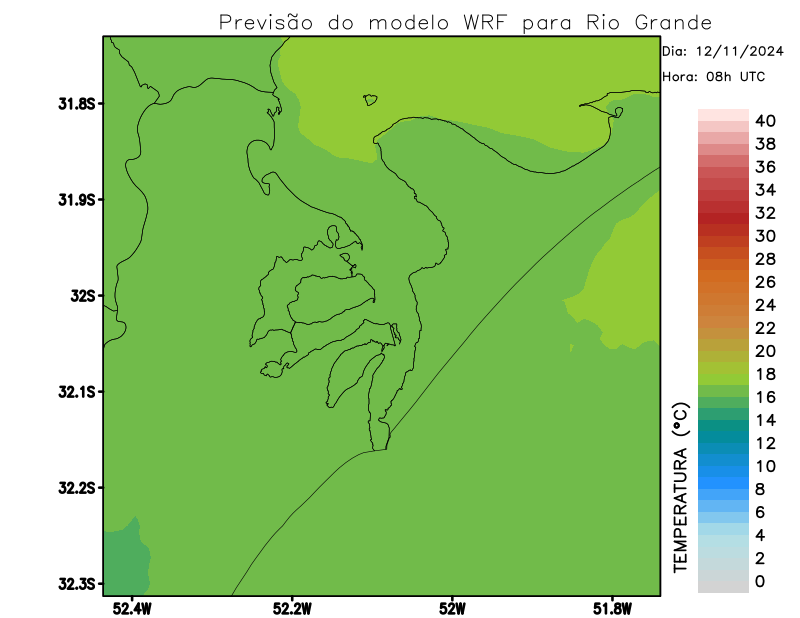 Previsão do modelo WRF para Rio Grande
Dia: 12/11/2024
Hora: 08h UTC
31.8S
31.9S
32S
32.1S
32.2S
32.3S
52.4W
52.2W
52W
51.8W
TEMPERATURA (ºC)
40
38
36
34
32
30
28
26
24
22
20
18
16
14
12
10
8
6
4
2
0